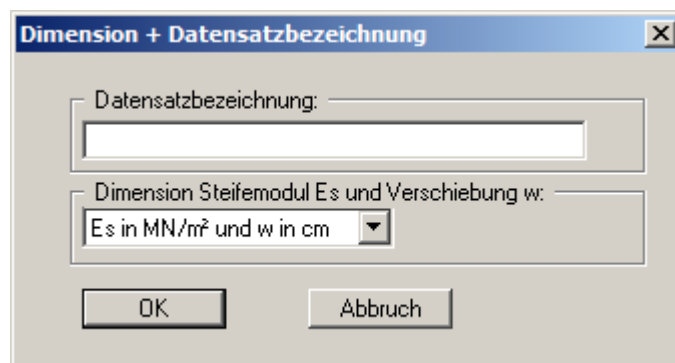 Dimension + Datensatzbezeichnung
Datensatzbezeichnung:
Dimension Steifemodul Es und Verschiebung w:
Es in MN/m² und w in cm
OK
Abbruch